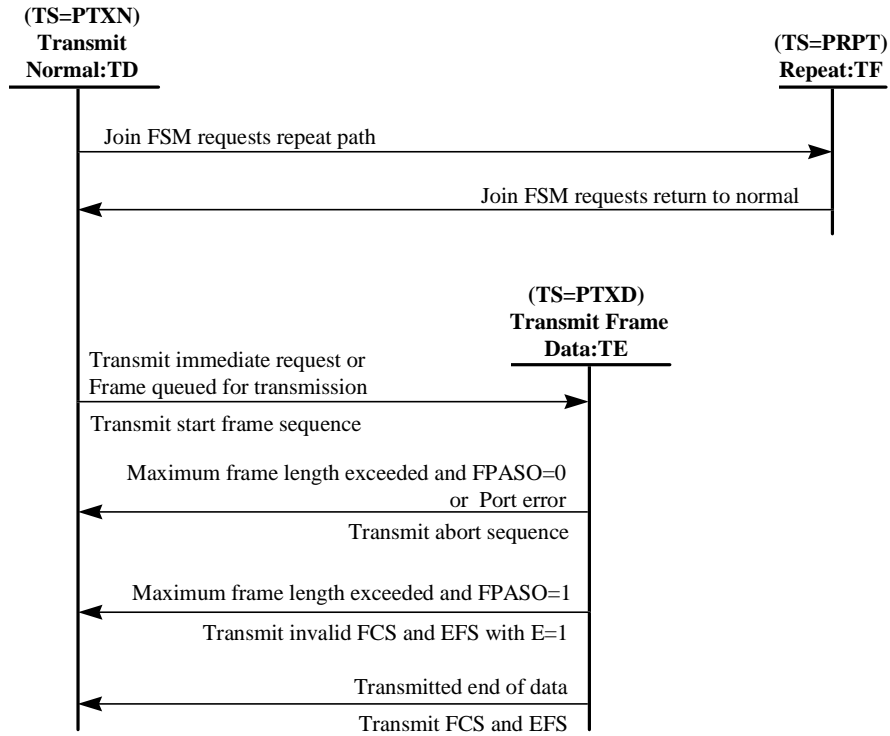 (TS=PTXN)
Transmit
Normal:TD
(TS=PRPT)
Repeat:TF
Join FSM requests repeat path
Join FSM requests return to normal
(TS=PTXD)
Transmit Frame
Data:TE
Transmit immediate request or
Frame queued for transmission
Transmit start frame sequence
Maximum frame length exceeded and FPASO=0
or Port error
Transmit abort sequence
Maximum frame length exceeded and FPASO=1
Transmit invalid FCS and EFS with E=1
Transmitted end of data
Transmit FCS and EFS